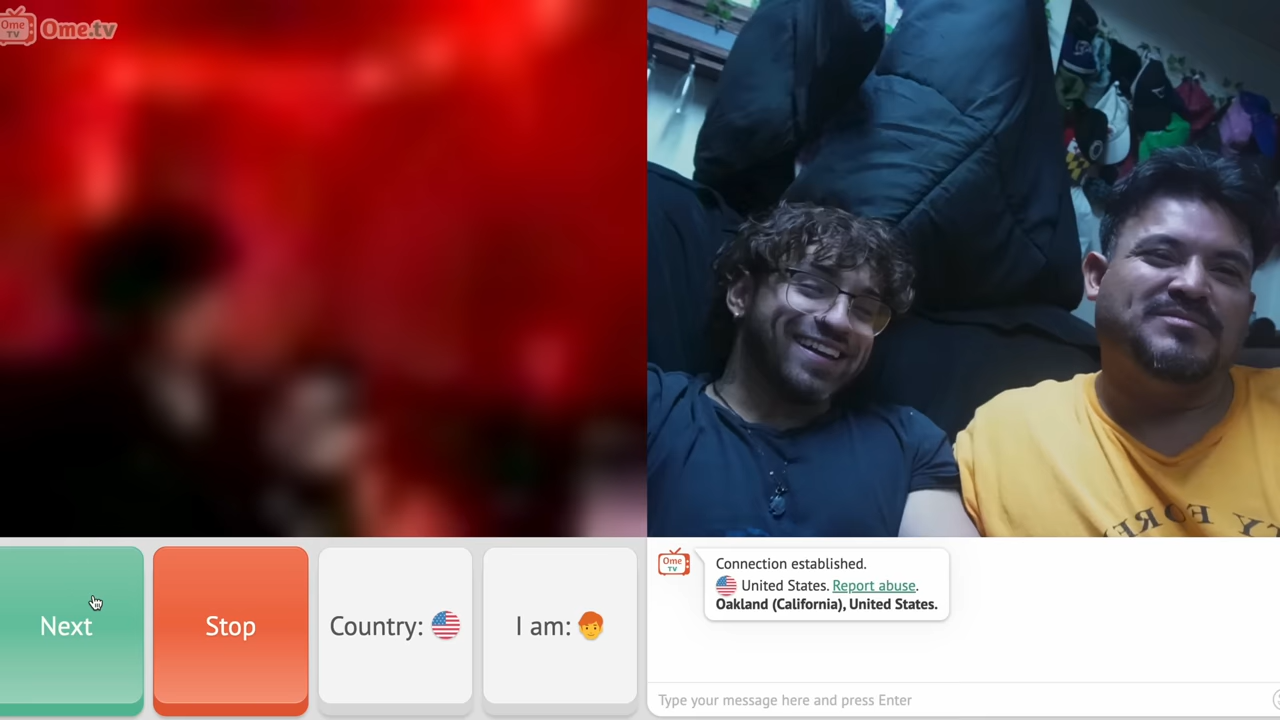 Ome TV Ome.tv
Next
Stop
Country:
I am:
Ome TV
Connection established.
United States. Report abuse.
Oakland (California), United States.
Type your message here and press Enter